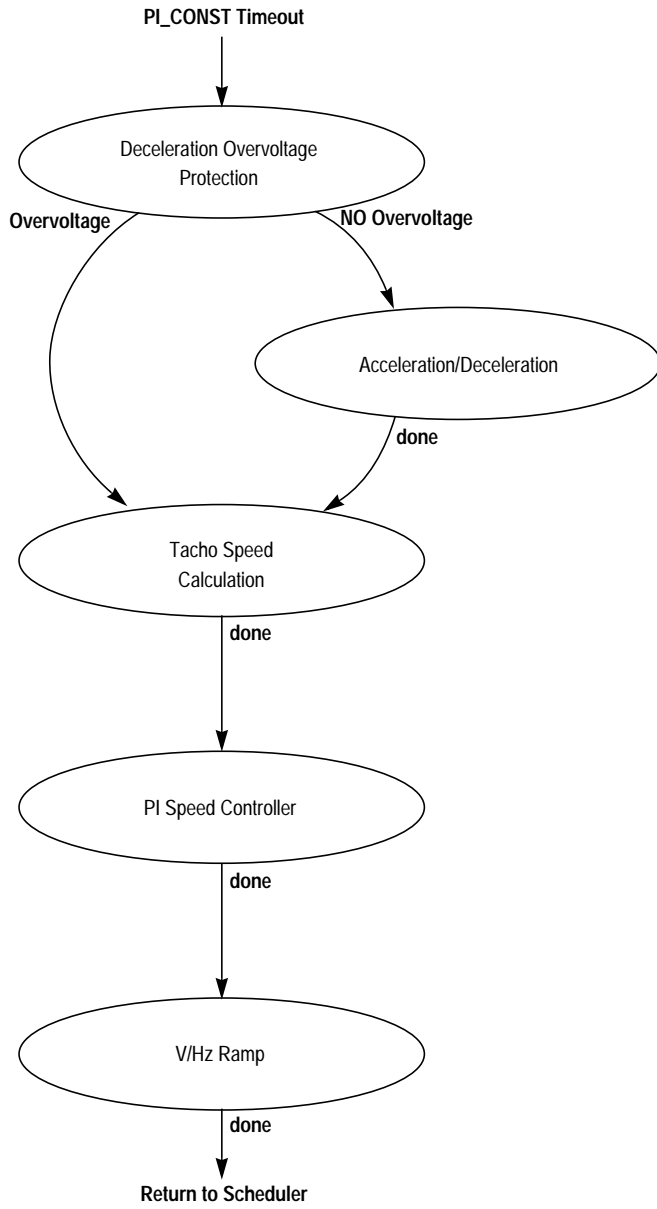 PI_CONST Timeout
Deceleration Overvoltage
Protection
Overvoltage
NO Overvoltage
Acceleration/Deceleration
done
Tacho Speed
Calculation
done
PI Speed Controller
done
V/Hz Ramp
done
Return to Scheduler